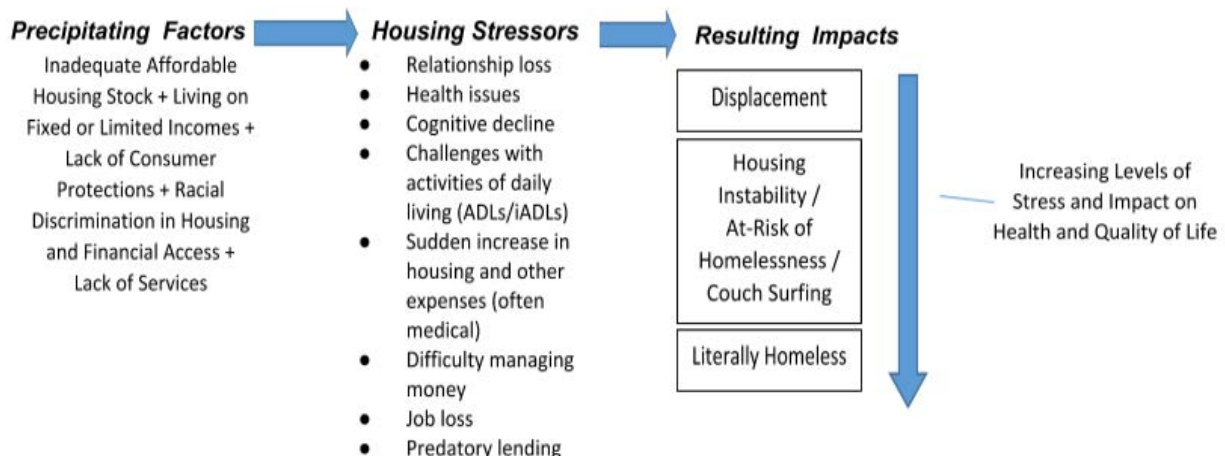 Precipitating Factors
Inadequate Affordable
Housing Stock + Living on
Fixed or Limited Incomes +
Lack of Consumer
Protections + Racial
Discrimination in Housing
and Financial Access +
Lack of Services
Housing Stressors
● Relationship loss
● Health issues
● Cognitive decline
● Challenges with
activities of daily
living (ADLs/iADLs)
● Sudden increase in
housing and other
expenses (often
medical)
● Difficulty managing
money
● Job loss
● Predatory lending
Resulting Impacts
Displacement
Housing
Instability /
At-Risk of
Homelessness /
Couch Surfing
Literally Homeless
Increasing Levels of
Stress and Impact on
Health and Quality of Life